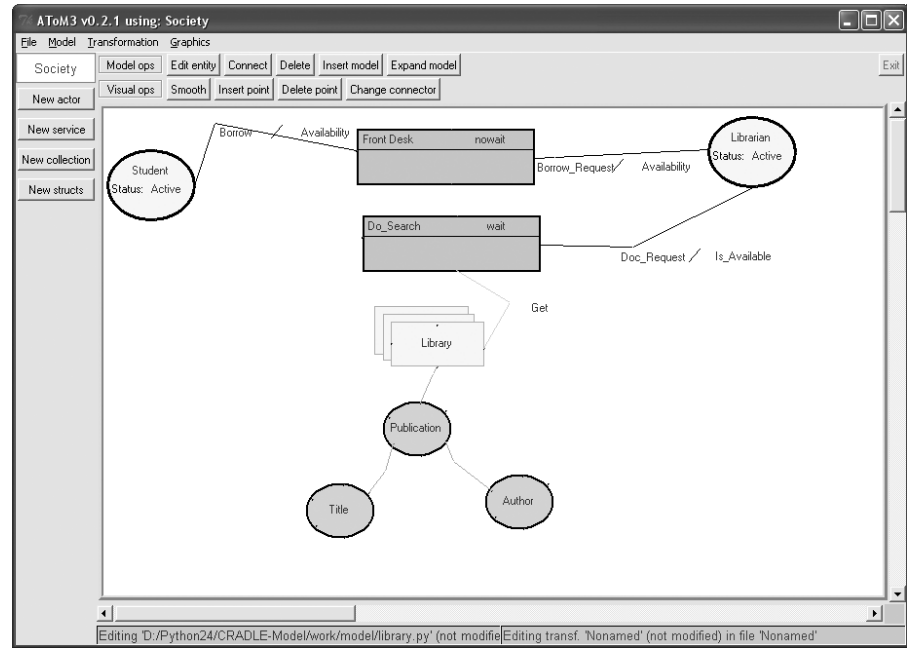 AToM3 v0.2.1 using: Society
File Model Transformation Graphics
Society Model ops Edit entity Connect Delete Insert model Expand model Exit
New actor Visual ops Smooth Insert point Delete point Change connector
New service
New collection
New structs
Borrow / Availability
Front Desk nowait
Librarian
Status: Active
Student
Status: Active
Borrow_Request / Availability
Do_Search wait
Doc_Request / Is_Available
Get
Library
Publication
Title
Author
Editing 'D:/Python24/CRADLE-Model/work/model/library.py' (not modifie Editing transf. 'Nonamed' (not modified) in file 'Nonamed'